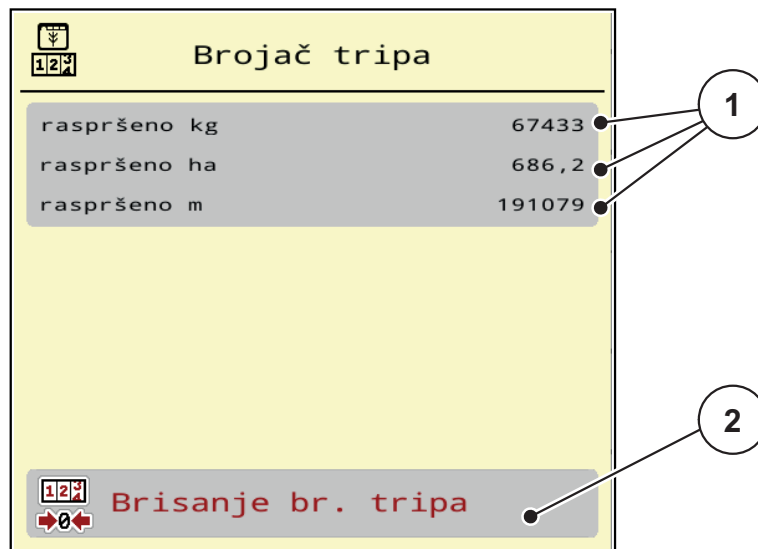 Brojač tripa
raspršeno kg 67433
raspršeno ha 686,2
raspršeno m 191079
1
2
Brisanje br. tripa